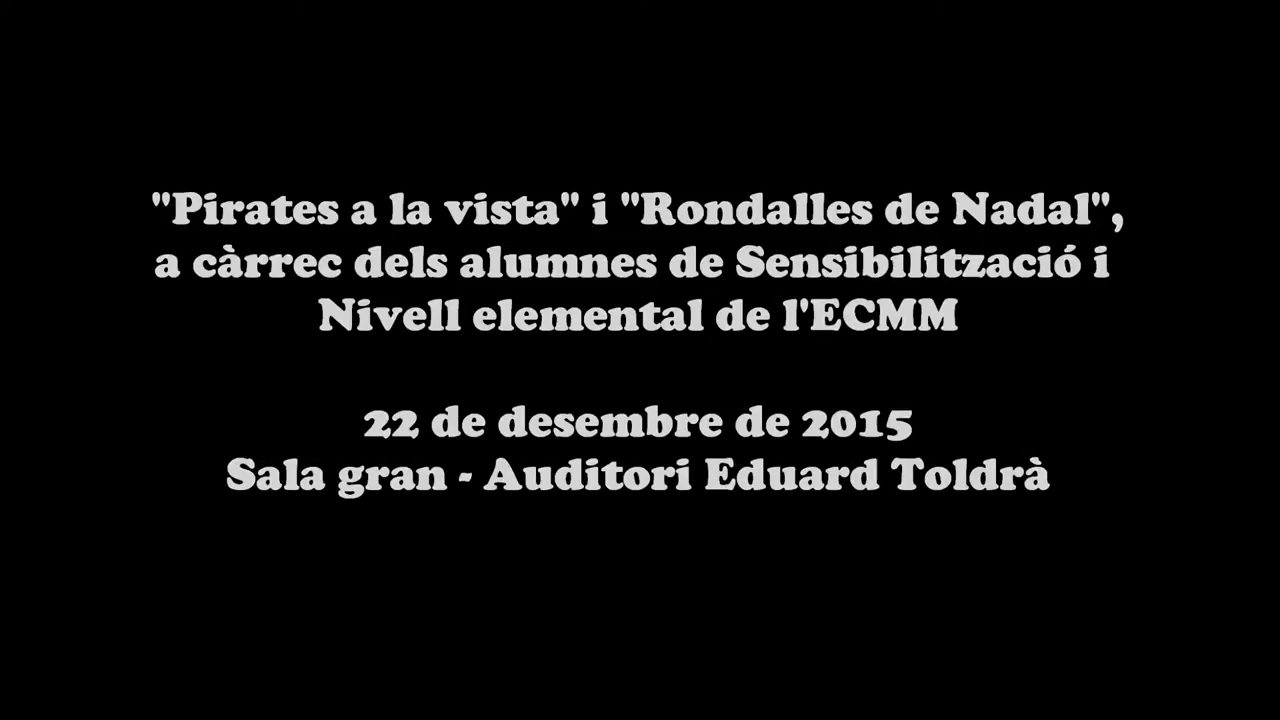 "Pirates a la vista" i "Rondalles de Nadal",
a càrrec dels alumnes de Sensibilització i
Nivell elemental de l'ECMM
22 de desembre de 2015
Sala gran - Auditori Eduard Toldrà